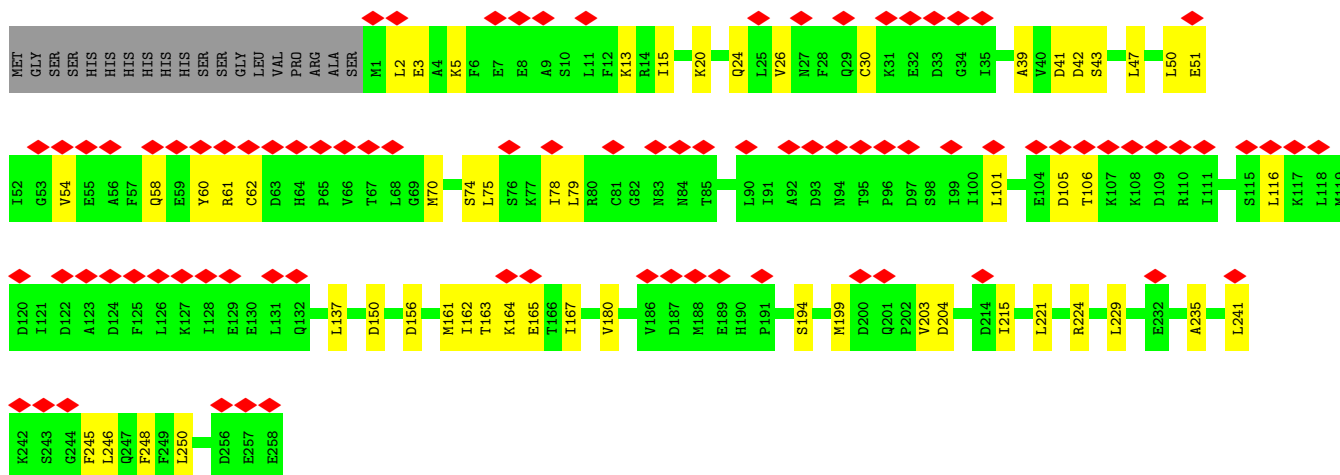 MET GLY SER SER HIS HIS HIS HIS HIS HIS SER SER GLY LEU VAL PRO ARG ALA SER M1 L2 E3 A4 K5 F6 E7 E8 A9 S10 L11 F12 K13 R14 I15 K20 Q24 L25 V26 N27 F28 Q29 C30 K31 E32 D33 G34 I35 A39 V40 D41 D42 S43 L47 L50 E51
I52 G53 V54 E55 A56 F57 Q58 E59 Y60 R61 C62 D63 H64 P65 V66 T67 L68 G69 M70 S74 L75 S76 K77 I78 L79 R80 C81 G82 N83 N84 T85 L90 I91 A92 D93 N94 T95 P96 D97 S98 I99 I100 L101 E104 D105 T106 K107 K108 D109 R110 I111 S115 L116 K117 L118 M119
D120 I121 D122 A123 D124 F125 L126 K127 I128 E129 E130 L131 Q132 L137 D150 D156 M161 I162 T163 K164 E165 T166 I167 V180 V186 D187 M188 E189 H190 P191 S194 M199 D200 Q201 P202 V203 D204 D214 I215 L221 R224 L229 E232 A235 L241
K242 S243 G244 F245 L246 Q247 F248 F249 L250 D256 E257 E258